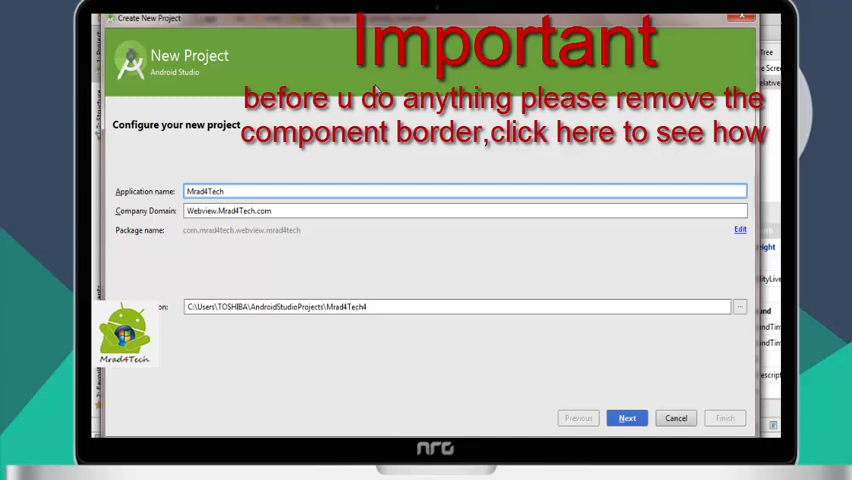 Create New Project
Important
New Project
Android Studio
before u do anything please remove the
component border,click here to see how
Configure your new project
Application name: Mrad4Tech
Company Domain: Webview.Mrad4Tech.com
Package name: com.mrad4tech.webview.mrad4tech
Edit
C:\Users\TOSHIBA\AndroidStudioProjects\Mrad4Tech4
...
Mrad4Tech
Previous
Next
Cancel
Finish
nrg